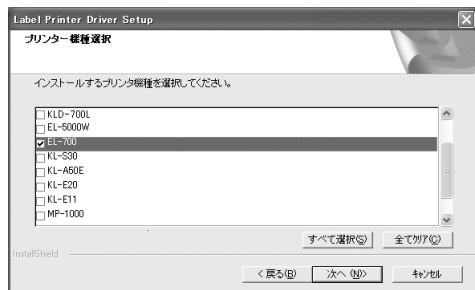 Label Printer Driver Setup
プリンター機種選択
インストールするプリンタ機種を選択してください。
KLD-700L
EL-5000W
EL-700
KL-S30
KL-A50E
KL-E20
KL-E11
MP-1000
すべて選択(S) 全てクリア(C)
InstallShield
< 戻る(B) 次へ (N)> キャンセル